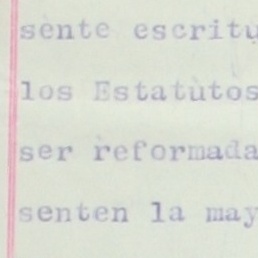 sente escritu
los Estatutos
ser reformada
senten la may